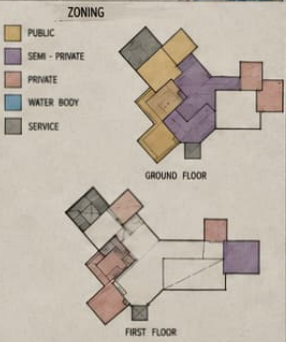 ZONING
PUBLIC
SEMI - PRIVATE
PRIVATE
WATER BODY
SERVICE
GROUND FLOOR
FIRST FLOOR